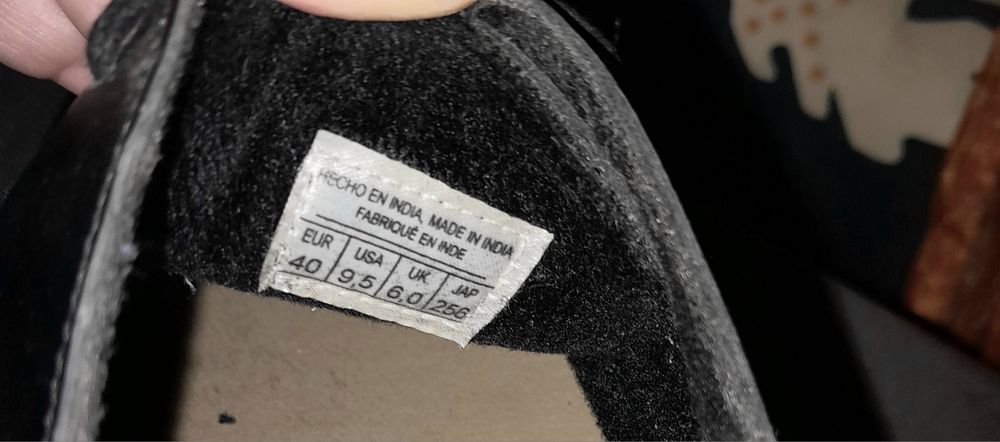 HECHO EN INDIA, MADE IN INDIA
FABRIQUÉ EN INDE
EUR USA UK JAP
40 9,5 6.0 256